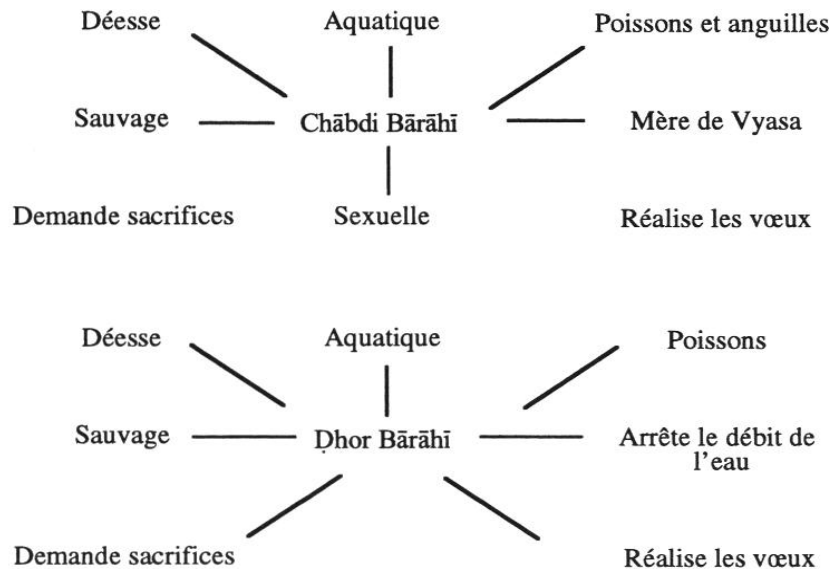 Déesse
Aquatique
Poissons et anguilles
Sauvage
Chābdi Bārāhī
Mère de Vyasa
Demande sacrifices
Sexuelle
Réalise les vœux
Déesse
Aquatique
Poissons
Sauvage
Ḍhor Bārāhī
Arrête le débit de
l'eau
Demande sacrifices
Réalise les vœux